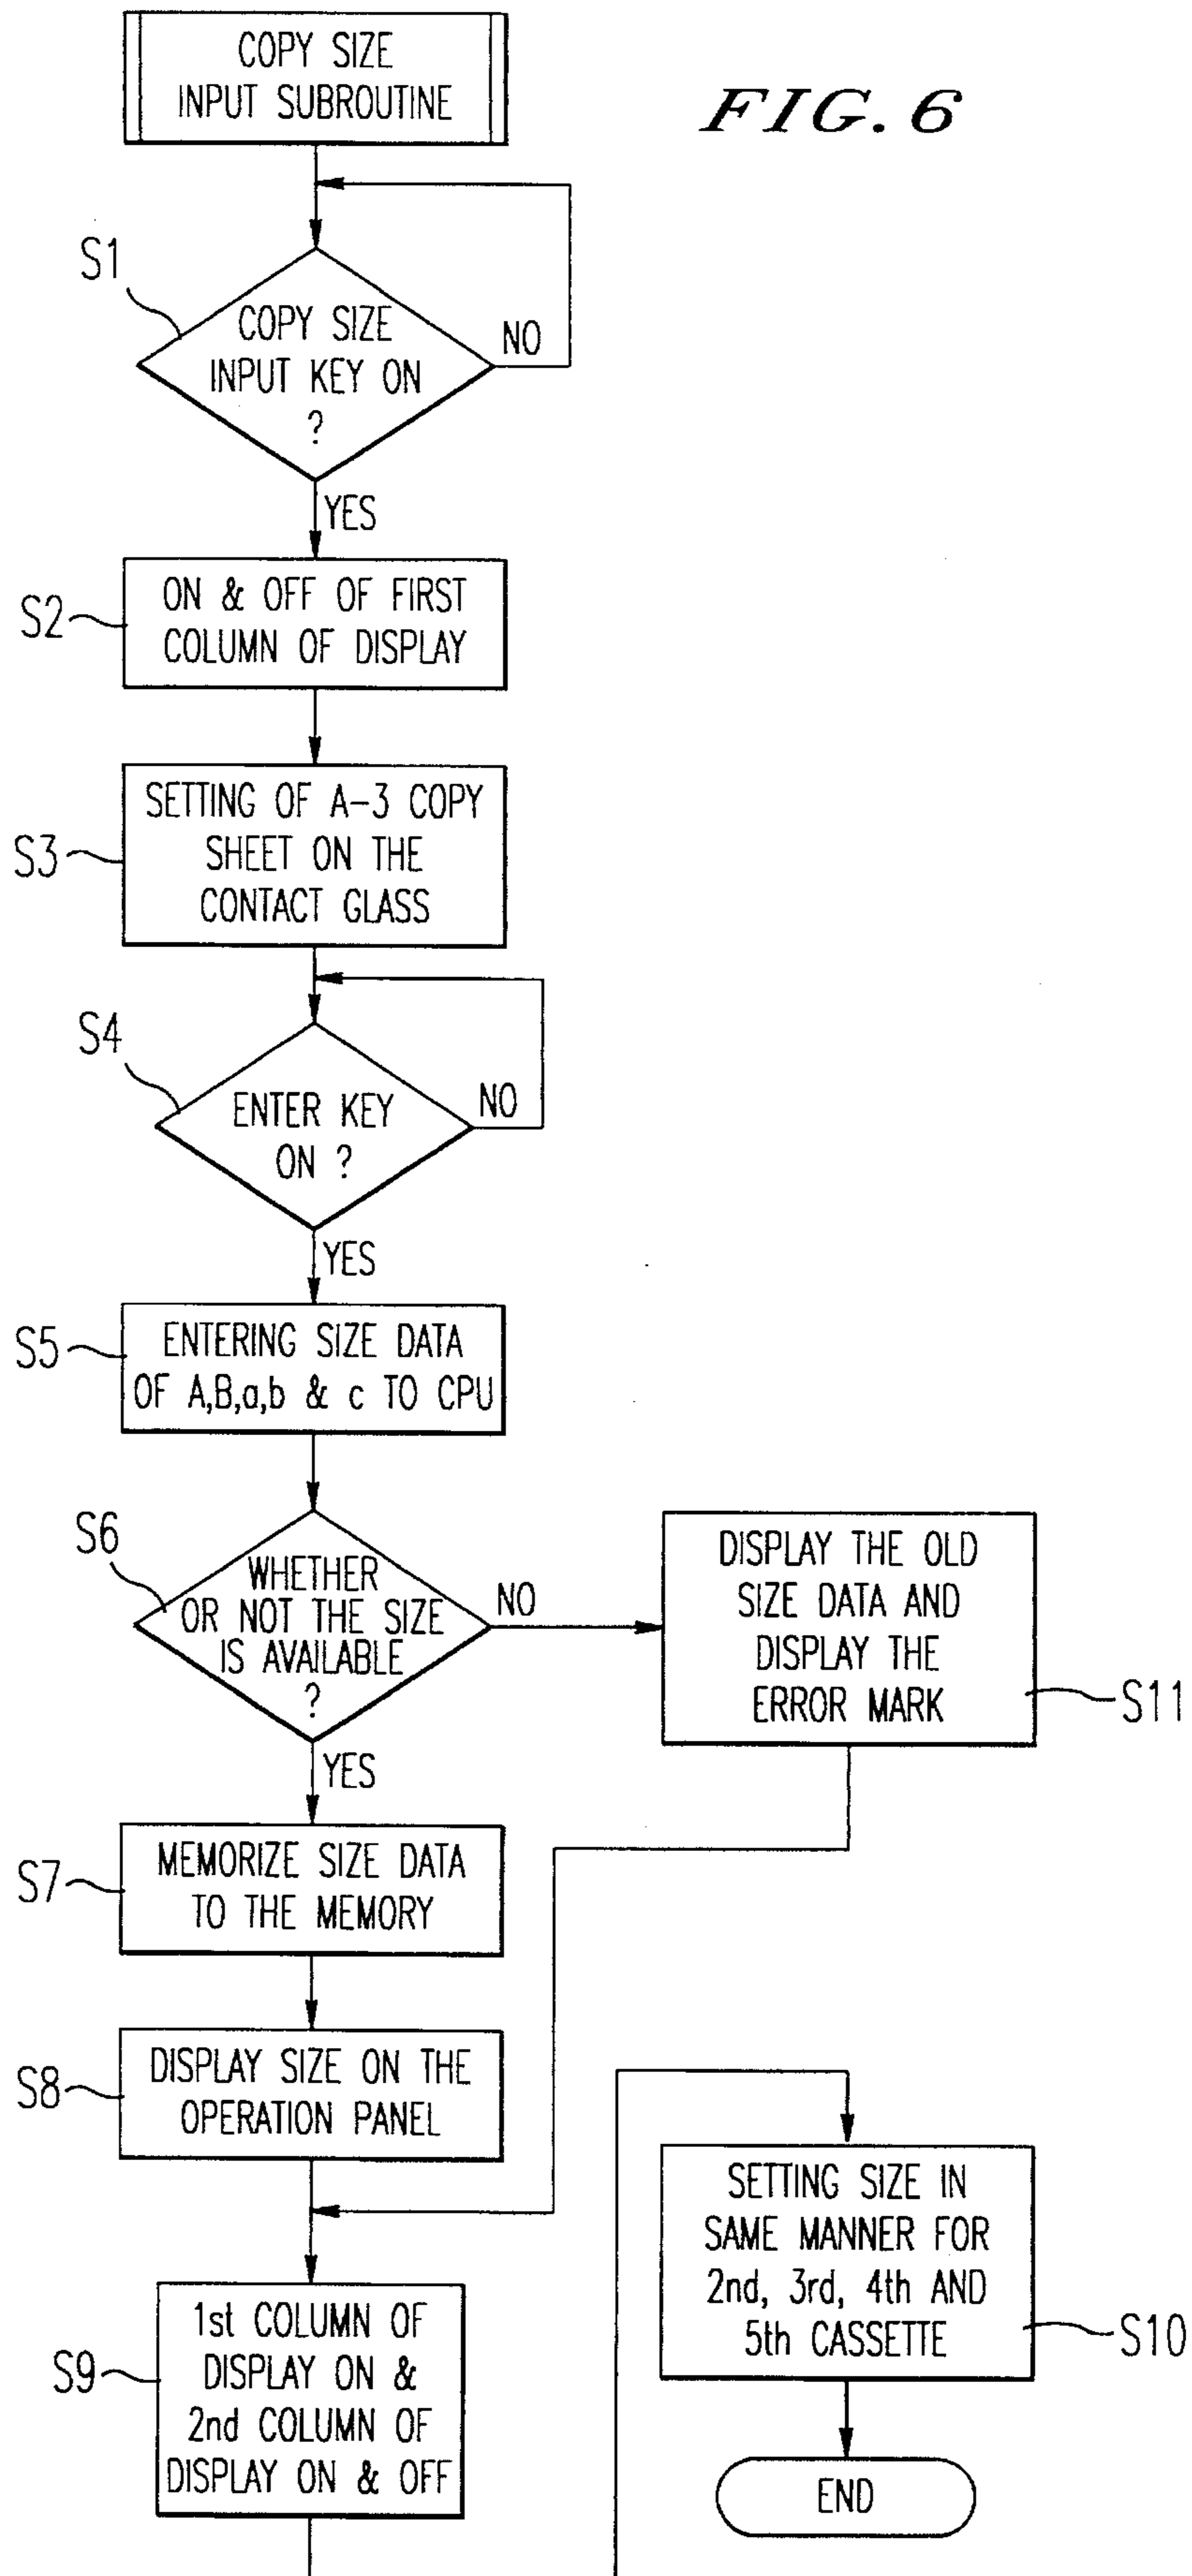 COPY SIZE
INPUT SUBROUTINE
FIG. 6
S1
COPY SIZE
INPUT KEY ON
?
NO
YES
S2
ON & OFF OF FIRST
COLUMN OF DISPLAY
S3
SETTING OF A-3 COPY
SHEET ON THE
CONTACT GLASS
S4
ENTER KEY
ON ?
NO
YES
S5
ENTERING SIZE DATA
OF A,B,a,b & c TO CPU
S6
WHETHER
OR NOT THE SIZE
IS AVAILABLE
?
NO
YES
DISPLAY THE OLD
SIZE DATA AND
DISPLAY THE
ERROR MARK
S11
S7
MEMORIZE SIZE DATA
TO THE MEMORY
S8
DISPLAY SIZE ON THE
OPERATION PANEL
S9
1st COLUMN OF
DISPLAY ON &
2nd COLUMN OF
DISPLAY ON & OFF
SETTING SIZE IN
SAME MANNER FOR
2nd, 3rd, 4th AND
5th CASSETTE
S10
END